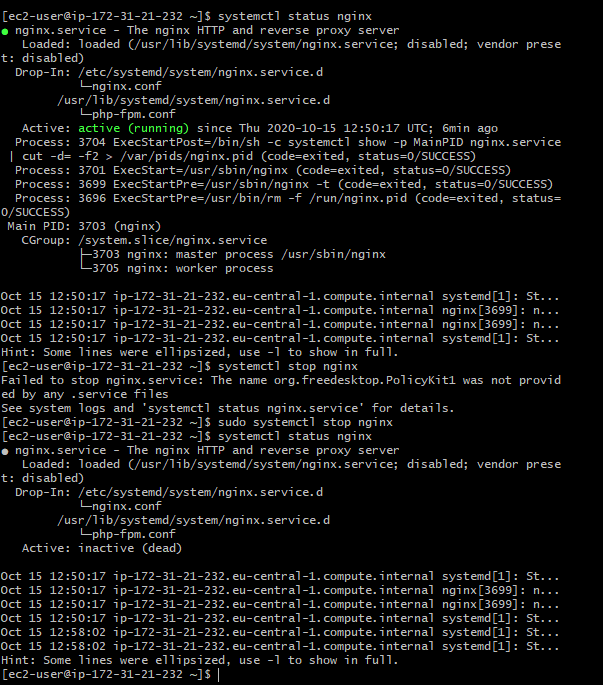 [ec2-user@ip-172-31-21-232 ~]$ systemctl status nginx
● nginx.service - The nginx HTTP and reverse proxy server
   Loaded: loaded (/usr/lib/systemd/system/nginx.service; disabled; vendor prese
t: disabled)
  Drop-In: /etc/systemd/system/nginx.service.d
           └─nginx.conf
        /usr/lib/systemd/system/nginx.service.d
           └─php-fpm.conf
   Active: active (running) since Thu 2020-10-15 12:50:17 UTC; 6min ago
  Process: 3704 ExecStartPost=/bin/sh -c systemctl show -p MainPID nginx.service
 | cut -d= -f2 > /var/pids/nginx.pid (code=exited, status=0/SUCCESS)
  Process: 3701 ExecStart=/usr/sbin/nginx (code=exited, status=0/SUCCESS)
  Process: 3699 ExecStartPre=/usr/sbin/nginx -t (code=exited, status=0/SUCCESS)
  Process: 3696 ExecStartPre=/usr/bin/rm -f /run/nginx.pid (code=exited, status=
0/SUCCESS)
 Main PID: 3703 (nginx)
   CGroup: /system.slice/nginx.service
           ├─3703 nginx: master process /usr/sbin/nginx
           └─3705 nginx: worker process

Oct 15 12:50:17 ip-172-31-21-232.eu-central-1.compute.internal systemd[1]: St...
Oct 15 12:50:17 ip-172-31-21-232.eu-central-1.compute.internal nginx[3699]: n...
Oct 15 12:50:17 ip-172-31-21-232.eu-central-1.compute.internal nginx[3699]: n...
Oct 15 12:50:17 ip-172-31-21-232.eu-central-1.compute.internal systemd[1]: St...
Hint: Some lines were ellipsized, use -l to show in full.
[ec2-user@ip-172-31-21-232 ~]$ systemctl stop nginx
Failed to stop nginx.service: The name org.freedesktop.PolicyKit1 was not provid
ed by any .service files
See system logs and 'systemctl status nginx.service' for details.
[ec2-user@ip-172-31-21-232 ~]$ sudo systemctl stop nginx
[ec2-user@ip-172-31-21-232 ~]$ systemctl status nginx
● nginx.service - The nginx HTTP and reverse proxy server
   Loaded: loaded (/usr/lib/systemd/system/nginx.service; disabled; vendor prese
t: disabled)
  Drop-In: /etc/systemd/system/nginx.service.d
           └─nginx.conf
        /usr/lib/systemd/system/nginx.service.d
           └─php-fpm.conf
   Active: inactive (dead)

Oct 15 12:50:17 ip-172-31-21-232.eu-central-1.compute.internal systemd[1]: St...
Oct 15 12:50:17 ip-172-31-21-232.eu-central-1.compute.internal nginx[3699]: n...
Oct 15 12:50:17 ip-172-31-21-232.eu-central-1.compute.internal nginx[3699]: n...
Oct 15 12:50:17 ip-172-31-21-232.eu-central-1.compute.internal systemd[1]: St...
Oct 15 12:58:02 ip-172-31-21-232.eu-central-1.compute.internal systemd[1]: St...
Oct 15 12:58:02 ip-172-31-21-232.eu-central-1.compute.internal systemd[1]: St...
Hint: Some lines were ellipsized, use -l to show in full.
[ec2-user@ip-172-31-21-232 ~]$